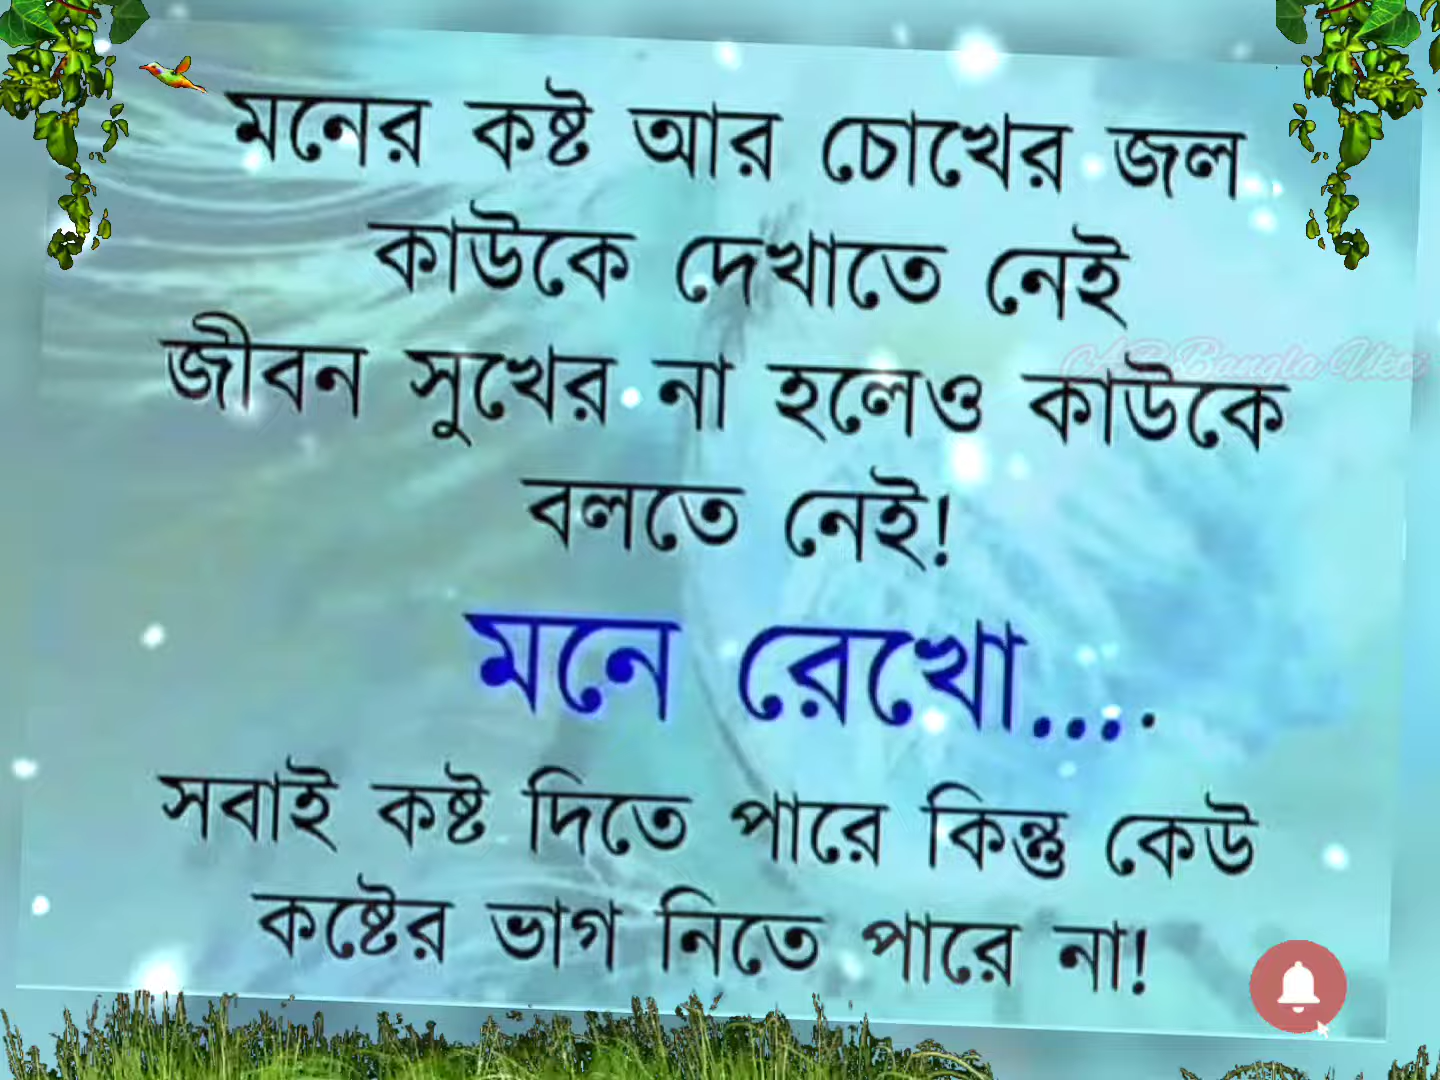 মনের কষ্ট আর চোখের জল
কাউকে দেখাতে নেই
জীবন সুখের না হলেও কাউকে
বলতে নেই!
মনে রেখো....
সবাই কষ্ট দিতে পারে কিন্তু কেউ
কষ্টের ভাগ নিতে পারে না!